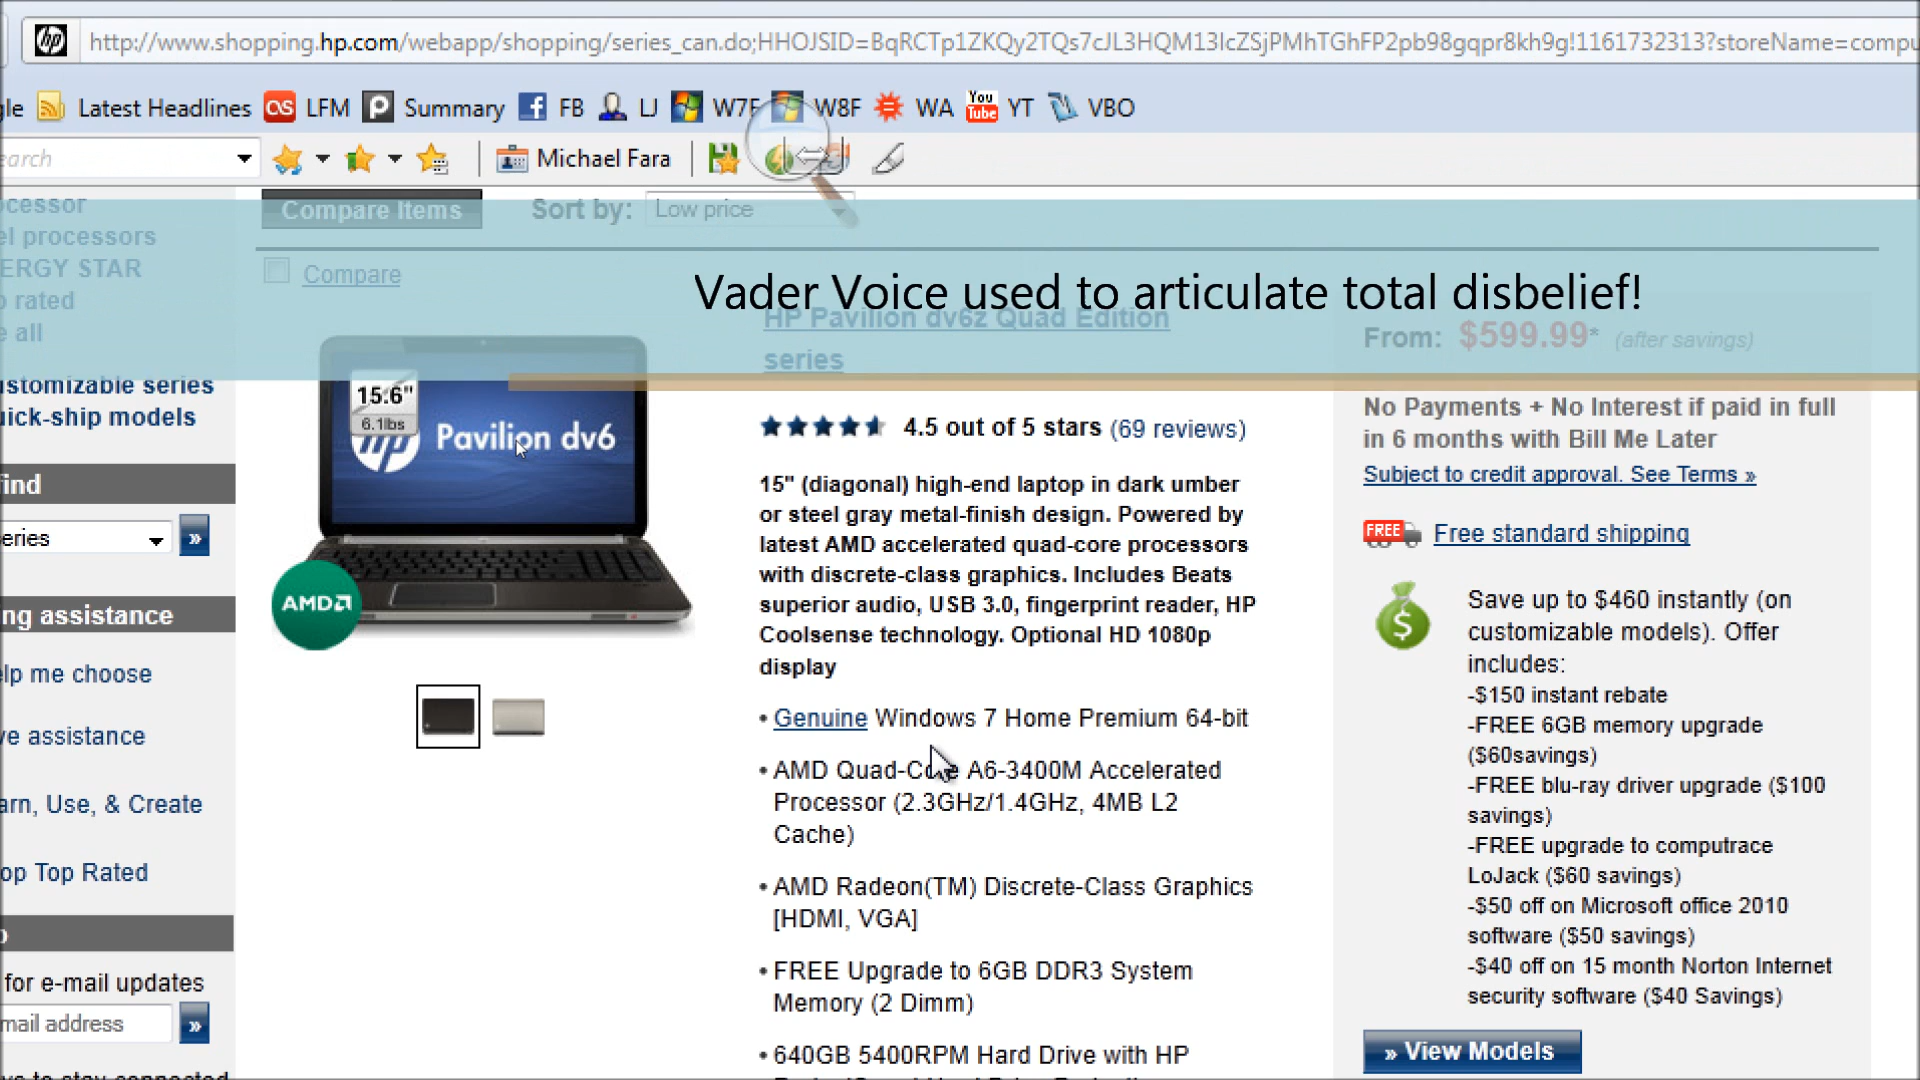 http://www.shopping.hp.com/webapp/shopping/series_can.do;HHOJSID=BqRCTp1ZKQy2TQs7cJL3HQM13lcZSjPMhTGhFP2pb98gqpr8kh9g!1161732313?storeName=compu
gle Latest Headlines LFM Summary FB LJ W7F W8F WA You Tube YT VBO
earch Michael Fara
cessor
el processors
ERGY STAR
p rated
e all
ustomizable series
uick-ship models
find
eries »
ng assistance
elp me choose
ve assistance
arn, Use, & Create
op Top Rated
for e-mail updates
mail address »
ys to stay connected
Compare Items Sort by: Low price
Compare
Vader Voice used to articulate total disbelief!
15.6"
6.1lbs
hp Pavilion dv6
AMD
HP Pavilion dv6z Quad Edition
series
4.5 out of 5 stars (69 reviews)
15" (diagonal) high-end laptop in dark umber
or steel gray metal-finish design. Powered by
latest AMD accelerated quad-core processors
with discrete-class graphics. Includes Beats
superior audio, USB 3.0, fingerprint reader, HP
Coolsense technology. Optional HD 1080p
display
• Genuine Windows 7 Home Premium 64-bit
• AMD Quad-Core A6-3400M Accelerated
Processor (2.3GHz/1.4GHz, 4MB L2
Cache)
• AMD Radeon(TM) Discrete-Class Graphics
[HDMI, VGA]
• FREE Upgrade to 6GB DDR3 System
Memory (2 Dimm)
• 640GB 5400RPM Hard Drive with HP
From: $599.99* (after savings)
No Payments + No Interest if paid in full
in 6 months with Bill Me Later
Subject to credit approval. See Terms »
FREE Free standard shipping
Save up to $460 instantly (on
customizable models). Offer
includes:
-$150 instant rebate
-FREE 6GB memory upgrade
($60savings)
-FREE blu-ray driver upgrade ($100
savings)
-FREE upgrade to computrace
LoJack ($60 savings)
-$50 off on Microsoft office 2010
software ($50 savings)
-$40 off on 15 month Norton Internet
security software ($40 Savings)
» View Models